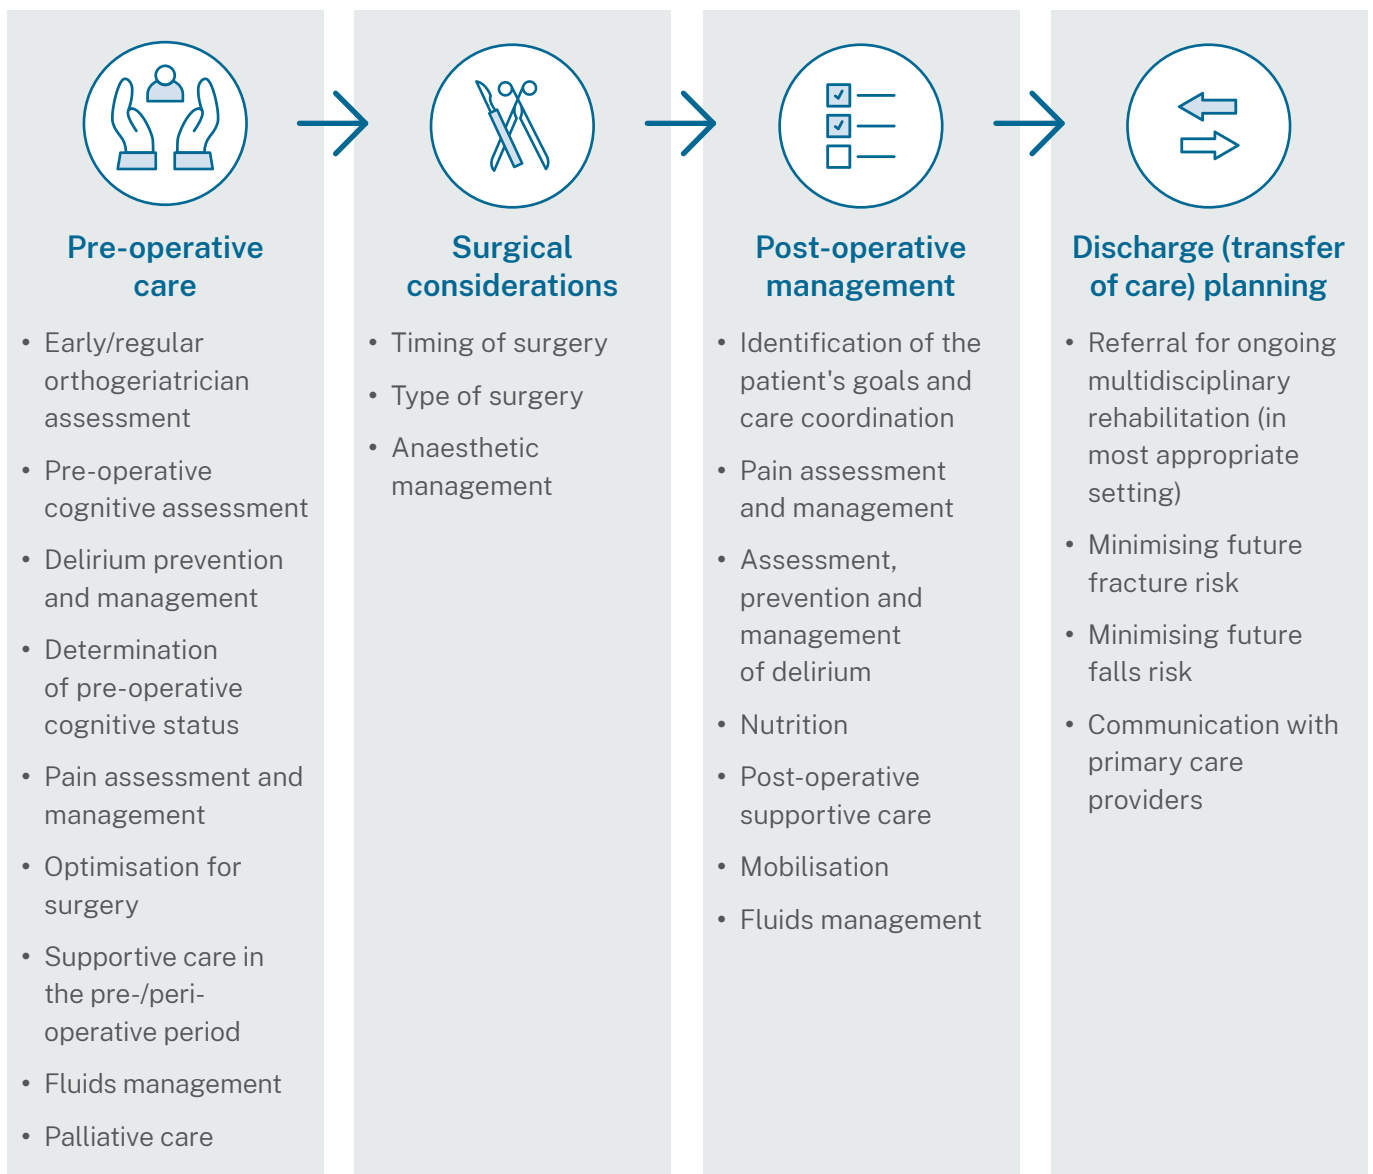 Pre-operative
care
• Early/regular
orthogeriatrician
assessment
• Pre-operative
cognitive assessment
• Delirium prevention
and management
• Determination
of pre-operative
cognitive status
• Pain assessment and
management
• Optimisation for
surgery
• Supportive care in
the pre-/peri-
operative period
• Fluids management
• Palliative care
Surgical
considerations
• Timing of surgery
• Type of surgery
• Anaesthetic
management
Post-operative
management
• Identification of the
patient's goals and
care coordination
• Pain assessment
and management
• Assessment,
prevention and
management
of delirium
• Nutrition
• Post-operative
supportive care
• Mobilisation
• Fluids management
Discharge (transfer
of care) planning
• Referral for ongoing
multidisciplinary
rehabilitation (in
most appropriate
setting)
• Minimising future
fracture risk
• Minimising future
falls risk
• Communication with
primary care
providers